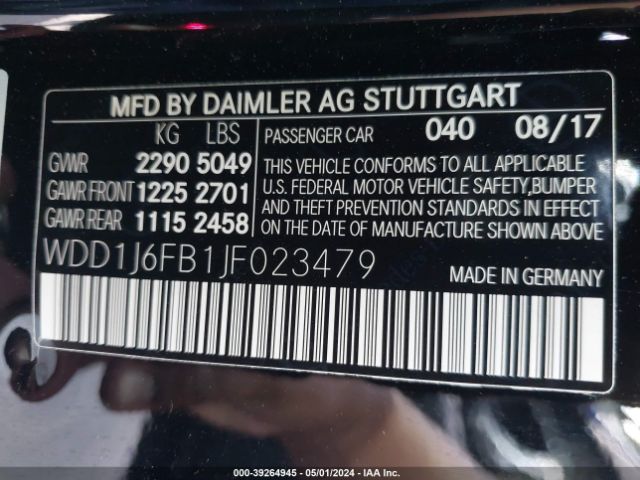 MFD BY DAIMLER AG STUTTGART
KG LBS
GVWR 2290 5049
GAWR FRONT 1225 2701
GAWR REAR 1115 2458
PASSENGER CAR 040 08/17
THIS VEHICLE CONFORMS TO ALL APPLICABLE
U.S. FEDERAL MOTOR VEHICLE SAFETY,BUMPER
AND THEFT PREVENTION STANDARDS IN EFFECT
ON THE DATE OF MANUFACTURE SHOWN ABOVE.
WDD1J6FB1JF023479
MADE IN GERMANY
000-39264945 - 05/01/2024 - IAA Inc.